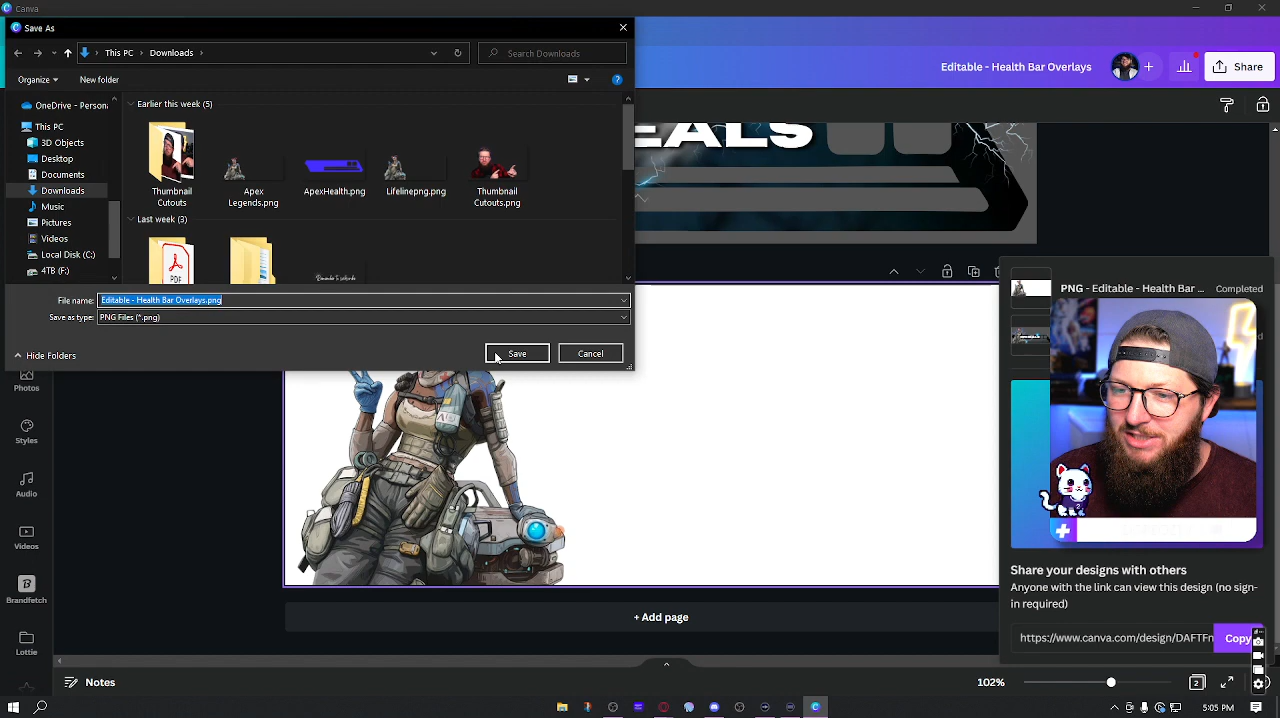 Canva
Save As
This PC
Downloads
Search Downloads
Organize
New folder
OneDrive - Person
This PC
3D Objects
Desktop
Documents
Downloads
Music
Pictures
Videos
Local Disk (C:)
4TB (F:)
Earlier this week (5)
Thumbnail
Cutouts
Apex
Legends.png
ApexHealth.png
Lifelinepng.png
Thumbnail
Cutouts.png
Last week (3)
PDF
File name:
Editable - Health Bar Overlays.png
Save as type:
PNG Files (*.png)
Hide Folders
Save
Cancel
Editable - Health Bar Overlays
Share
EALS
Photos
Styles
Audio
Videos
Brandfetch
Lottie
+ Add page
PNG - Editable - Health Bar ...
Completed
Share your designs with others
Anyone with the link can view this design (no sign-
in required)
https://www.canva.com/design/DAFTFn
Copy
Notes
102%
2
5:05 PM